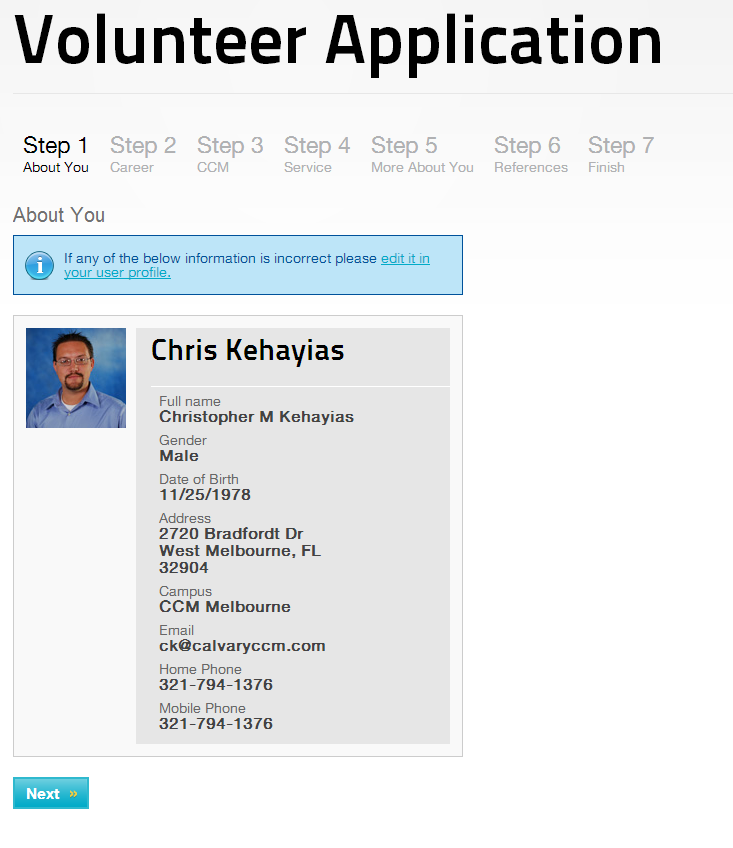 Volunteer Application
Step 1 Step 2 Step 3 Step 4 Step 5 Step 6 Step 7
About You Career CCM Service More About You References Finish
About You
If any of the below information is incorrect please edit it in
your user profile.
Chris Kehayias
Full name
Christopher M Kehayias
Gender
Male
Date of Birth
11/25/1978
Address
2720 Bradfordt Dr
West Melbourne, FL
32904
Campus
CCM Melbourne
Email
ck@calvaryccm.com
Home Phone
321-794-1376
Mobile Phone
321-794-1376
Next »